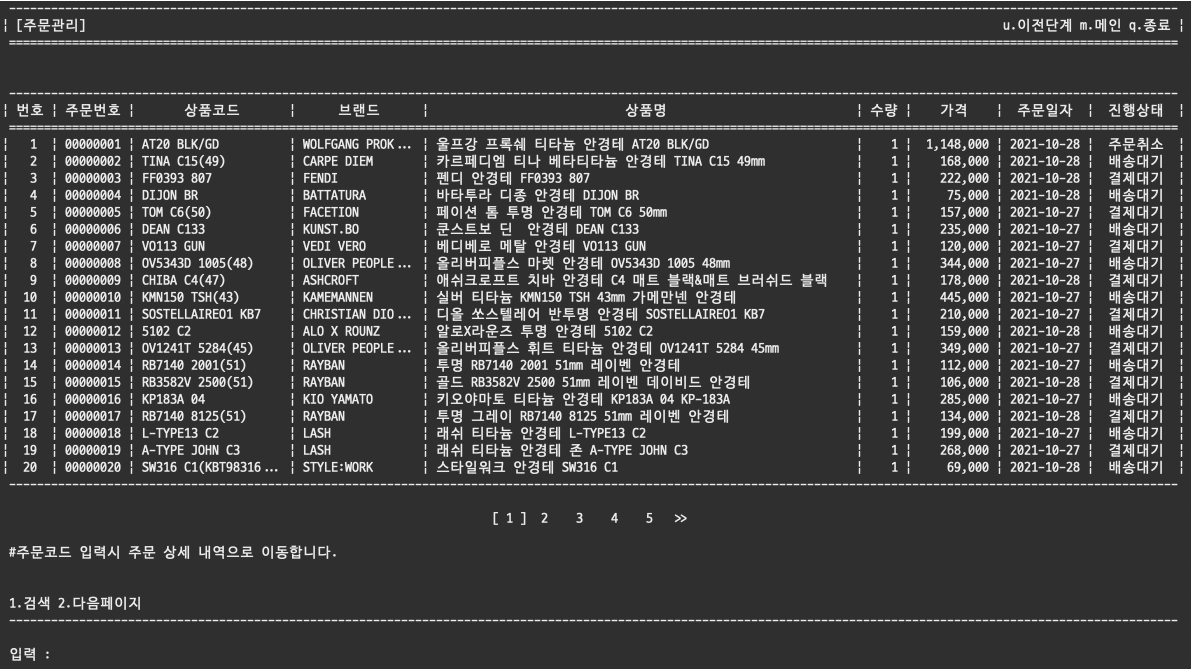 [주문관리] u.이전단계 m.메인 q.종료
번호 | 주문번호 | 상품코드 | 브랜드 | 상품명 | 수량 | 가격 | 주문일자 | 진행상태
1 | 00000001 | AT20 BLK/GD | WOLFGANG PROK... | 울프강 프록쉐 티타늄 안경테 AT20 BLK/GD | 1 | 1,148,000 | 2021-10-28 | 주문취소
2 | 00000002 | TINA C15(49) | CARPE DIEM | 카르페디엠 티나 베타티타늄 안경테 TINA C15 49mm | 1 | 168,000 | 2021-10-28 | 배송대기
3 | 00000003 | FF0393 807 | FENDI | 펜디 안경테 FF0393 807 | 1 | 222,000 | 2021-10-28 | 결제대기
4 | 00000004 | DIJON BR | BATTATURA | 바타투라 디종 안경테 DIJON BR | 1 | 75,000 | 2021-10-28 | 배송대기
5 | 00000005 | TOM C6(50) | FACETION | 페이션 톰 투명 안경테 TOM C6 50mm | 1 | 157,000 | 2021-10-27 | 결제대기
6 | 00000006 | DEAN C133 | KUNST.BO | 쿤스트보 딘  안경테 DEAN C133 | 1 | 235,000 | 2021-10-27 | 배송대기
7 | 00000007 | VO113 GUN | VEDI VERO | 베디베로 메탈 안경테 VO113 GUN | 1 | 120,000 | 2021-10-27 | 결제대기
8 | 00000008 | OV5343D 1005(48) | OLIVER PEOPLE... | 올리버피플스 마렛 안경테 OV5343D 1005 48mm | 1 | 344,000 | 2021-10-27 | 배송대기
9 | 00000009 | CHIBA C4(47) | ASHCROFT | 애쉬크로프트 치바 안경테 C4 매트 블랙&매트 브러쉬드 블랙 | 1 | 178,000 | 2021-10-28 | 결제대기
10 | 00000010 | KMN150 TSH(43) | KAMEMANNEN | 실버 티타늄 KMN150 TSH 43mm 가메만넨 안경테 | 1 | 445,000 | 2021-10-27 | 배송대기
11 | 00000011 | SOSTELLAIREO1 KB7 | CHRISTIAN DIO... | 디올 쏘스텔레어 반투명 안경테 SOSTELLAIREO1 KB7 | 1 | 210,000 | 2021-10-27 | 결제대기
12 | 00000012 | 5102 C2 | ALO X ROUNZ | 알로X라운즈 투명 안경테 5102 C2 | 1 | 159,000 | 2021-10-28 | 배송대기
13 | 00000013 | OV1241T 5284(45) | OLIVER PEOPLE... | 올리버피플스 휘트 티타늄 안경테 OV1241T 5284 45mm | 1 | 349,000 | 2021-10-27 | 결제대기
14 | 00000014 | RB7140 2001(51) | RAYBAN | 투명 RB7140 2001 51mm 레이벤 안경테 | 1 | 112,000 | 2021-10-27 | 배송대기
15 | 00000015 | RB3582V 2500(51) | RAYBAN | 골드 RB3582V 2500 51mm 레이벤 데이비드 안경테 | 1 | 106,000 | 2021-10-28 | 결제대기
16 | 00000016 | KP183A 04 | KIO YAMATO | 키오야마토 티타늄 안경테 KP183A 04 KP-183A | 1 | 285,000 | 2021-10-27 | 배송대기
17 | 00000017 | RB7140 8125(51) | RAYBAN | 투명 그레이 RB7140 8125 51mm 레이벤 안경테 | 1 | 134,000 | 2021-10-28 | 결제대기
18 | 00000018 | L-TYPE13 C2 | LASH | 래쉬 티타늄 안경테 L-TYPE13 C2 | 1 | 199,000 | 2021-10-27 | 배송대기
19 | 00000019 | A-TYPE JOHN C3 | LASH | 래쉬 티타늄 안경테 존 A-TYPE JOHN C3 | 1 | 268,000 | 2021-10-27 | 결제대기
20 | 00000020 | SW316 C1(KBT98316... | STYLE:WORK | 스타일워크 안경테 SW316 C1 | 1 | 69,000 | 2021-10-28 | 배송대기
[ 1 ] 2 3 4 5 >>
#주문코드 입력시 주문 상세 내역으로 이동합니다.
1.검색 2.다음페이지
입력 :